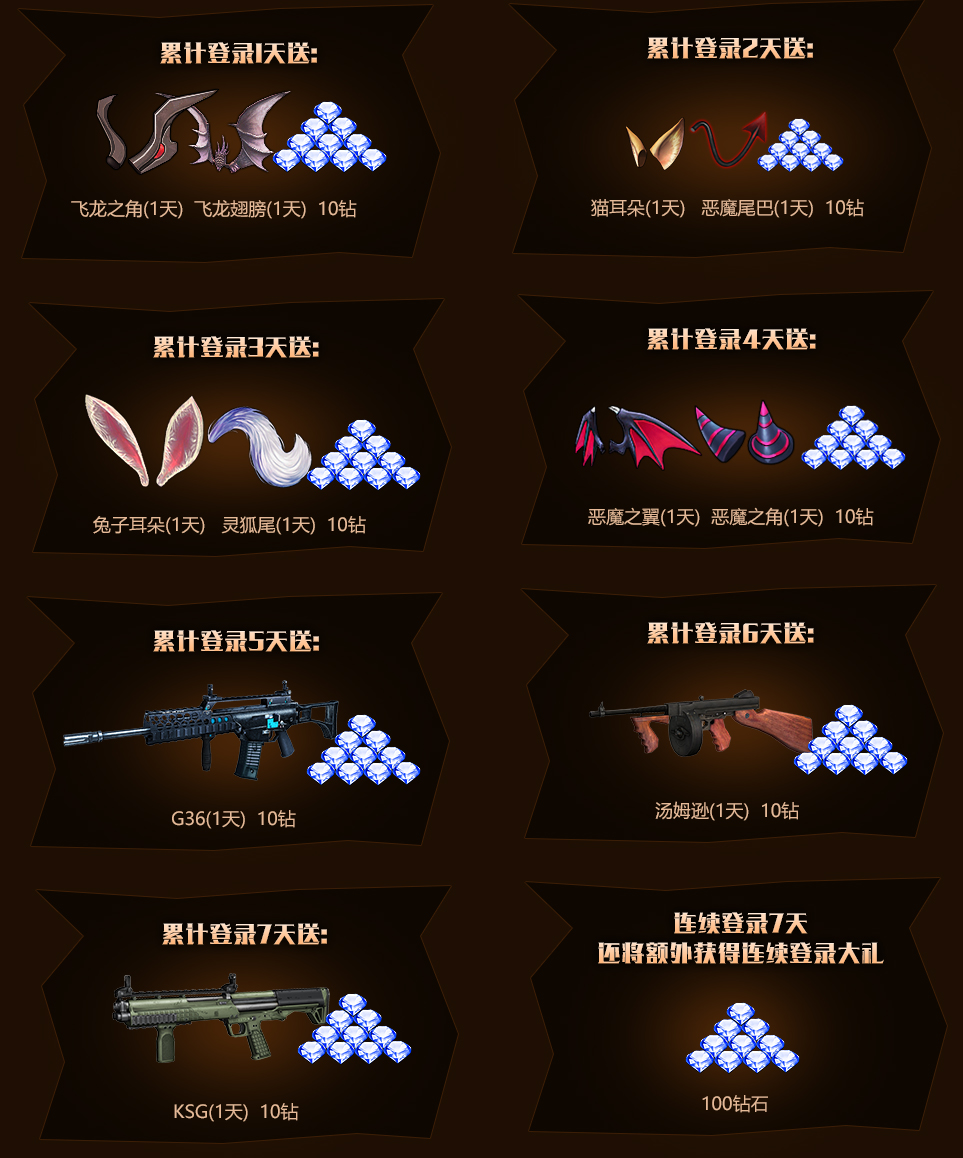 累计登录1天送:
飞龙之角(1天) 飞龙翅膀(1天) 10钻
累计登录2天送:
猫耳朵(1天) 恶魔尾巴(1天) 10钻
累计登录3天送:
兔子耳朵(1天) 灵狐尾(1天) 10钻
累计登录4天送:
恶魔之翼(1天) 恶魔之角(1天) 10钻
累计登录5天送:
G36(1天) 10钻
累计登录6天送:
汤姆逊(1天) 10钻
累计登录7天送:
KSG(1天) 10钻
连续登录7天
还将额外获得连续登录大礼
100钻石